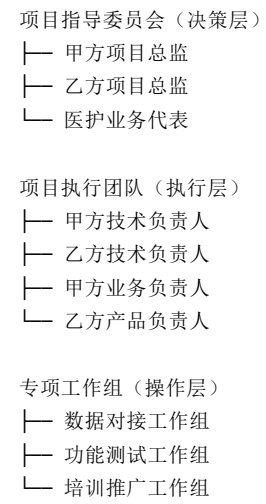 项目指导委员会（决策层）
├── 甲方项目总监
├── 乙方项目总监
└── 医护业务代表

项目执行团队（执行层）
├── 甲方技术负责人
├── 乙方技术负责人
├── 甲方业务负责人
└── 乙方产品负责人

专项工作组（操作层）
├── 数据对接工作组
├── 功能测试工作组
└── 培训推广工作组